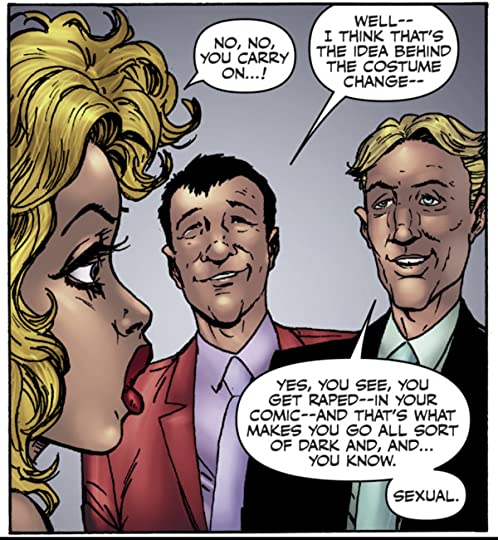 NO, NO,
YOU CARRY
ON...!
WELL--
I THINK THAT'S
THE IDEA BEHIND
THE COSTUME
CHANGE--
YES, YOU SEE, YOU
GET RAPED--IN YOUR
COMIC--AND THAT'S WHAT
MAKES YOU GO ALL SORT
OF DARK AND, AND...
YOU KNOW.
SEXUAL.